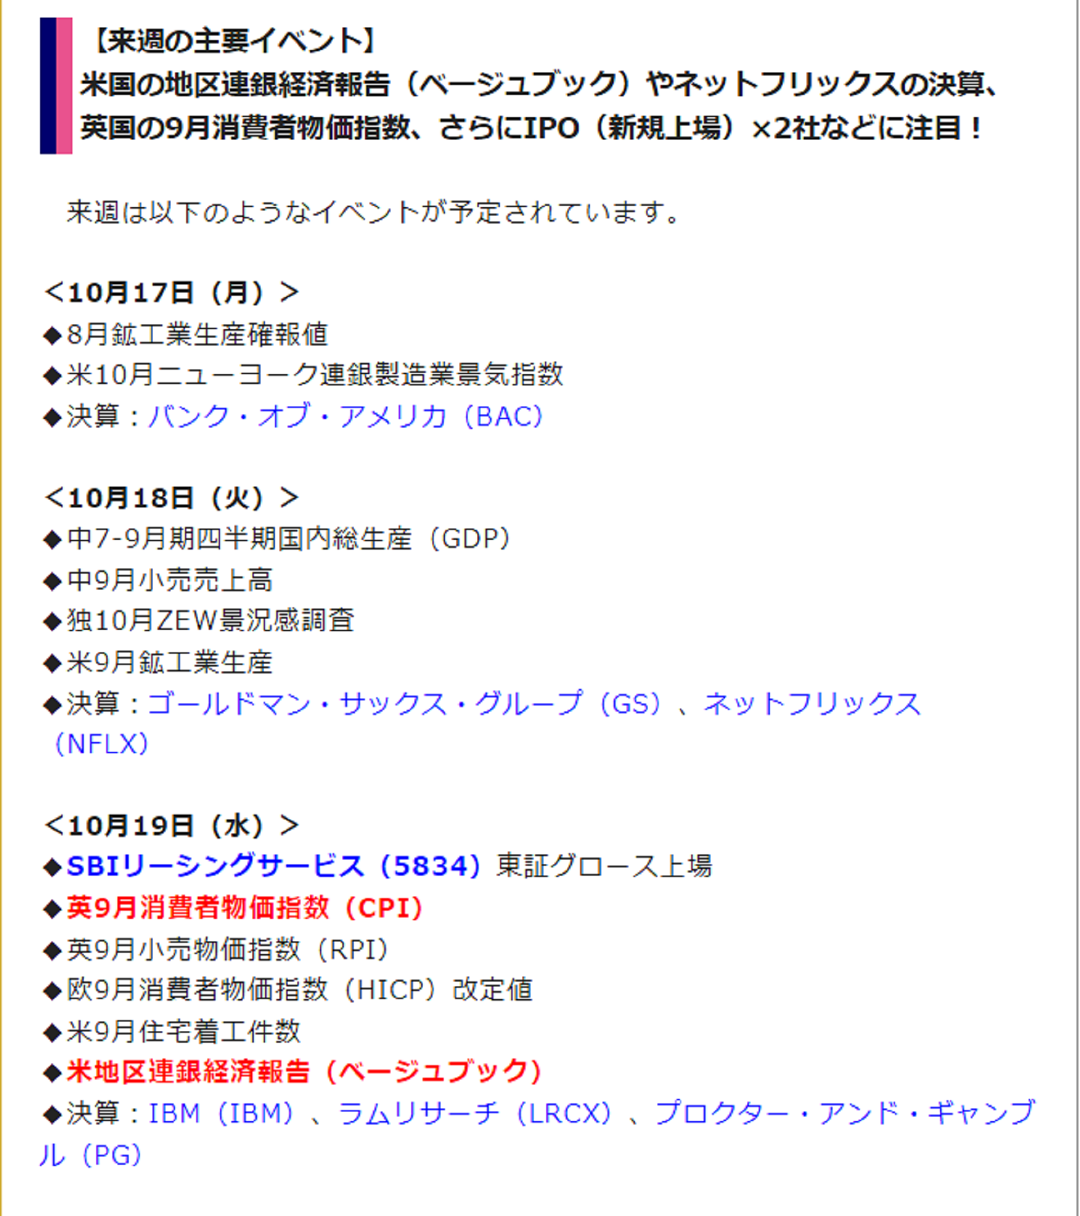 【来週の主要イベント】
米国の地区連銀経済報告（ベージュブック）やネットフリックスの決算、
英国の9月消費者物価指数、さらにIPO（新規上場）×2社などに注目！
来週は以下のようなイベントが予定されています。
＜10月17日（月）＞
◆8月鉱工業生産確報値
◆米10月ニューヨーク連銀製造業景気指数
◆決算：バンク・オブ・アメリカ（BAC）
＜10月18日（火）＞
◆中7-9月期四半期国内総生産（GDP）
◆中9月小売売上高
◆独10月ZEW景況感調査
◆米9月鉱工業生産
◆決算：ゴールドマン・サックス・グループ（GS）、ネットフリックス
（NFLX）
＜10月19日（水）＞
◆SBIリーシングサービス（5834）東証グロース上場
◆英9月消費者物価指数（CPI）
◆英9月小売物価指数（RPI）
◆欧9月消費者物価指数（HICP）改定値
◆米9月住宅着工件数
◆米地区連銀経済報告（ベージュブック）
◆決算：IBM（IBM）、ラムリサーチ（LRCX）、プロクター・アンド・ギャンブ
ル（PG）